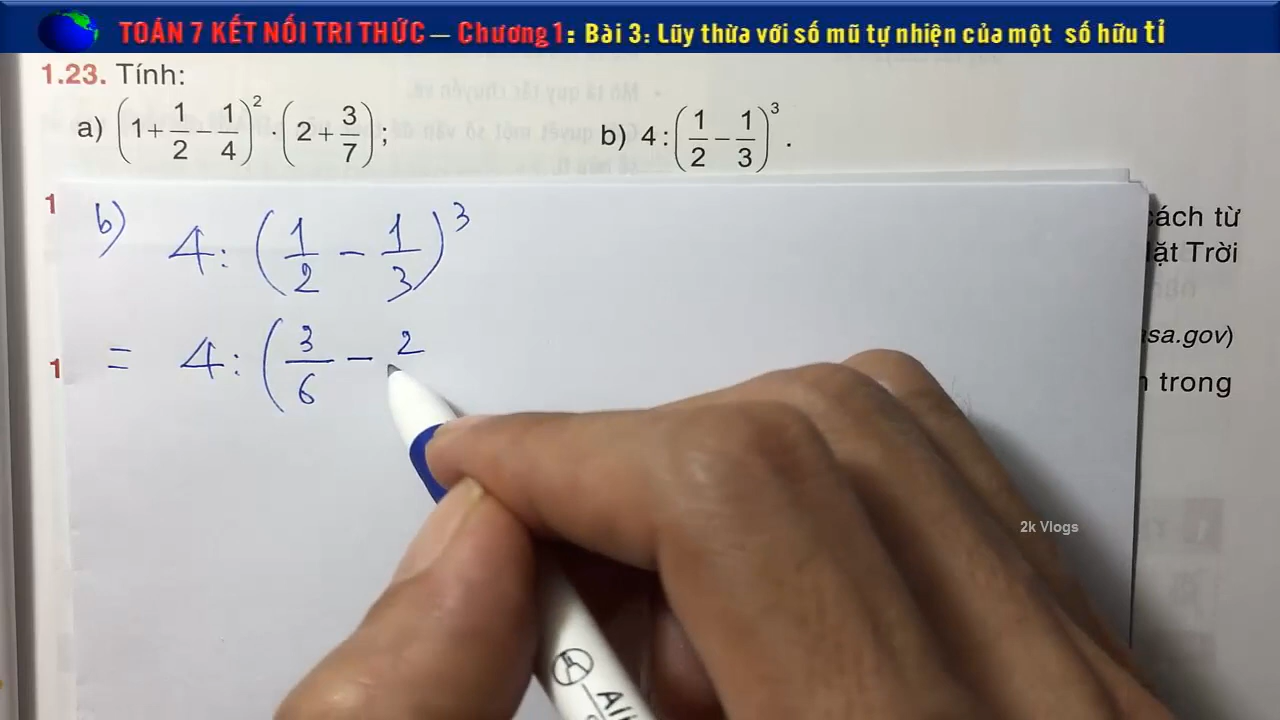 TOÁN 7 KẾT NỐI TRI THỨC – Chương 1: Bài 3: Lũy thừa với số mũ tự nhiện của một số hữu tỉ
1.23. Tính:
a) (1+1/2−1/4)^2 · (2+3/7); b) 4:(1/2−1/3)^3.
1
b) 4:(1/2 − 1/3)^3
cách từ
Trời
= 4:(3/6 − 2
1
sa.gov)
trong
2k Vlogs